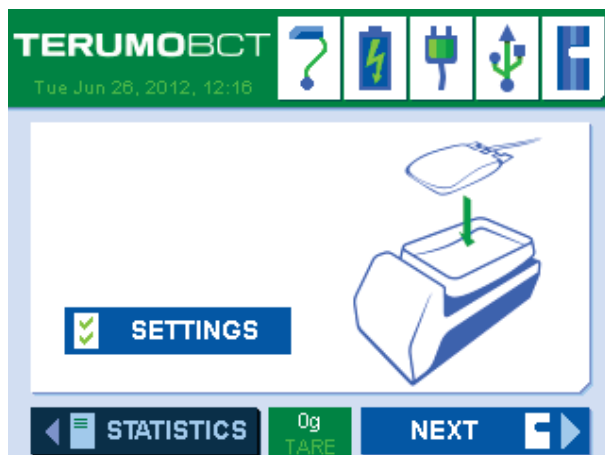 TERUMOBCT
Tue Jun 26, 2012, 12:16
SETTINGS
STATISTICS
0g
TARE
NEXT